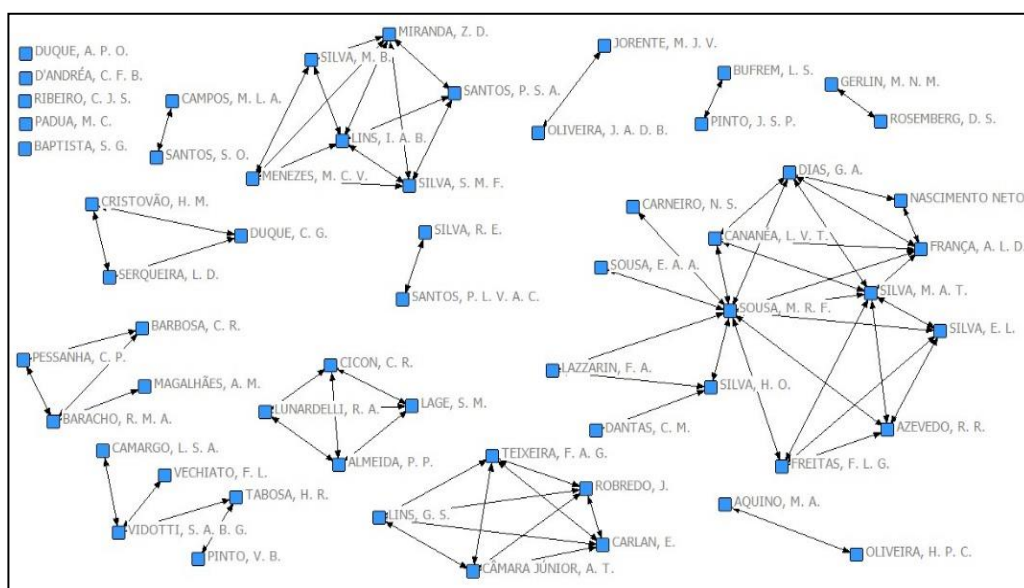 DUQUE, A. P. O.
D'ANDRÉA, C. F. B.
RIBEIRO, C. J. S.
PADUA, M. C.
BAPTISTA, S. G.
CAMPOS, M. L. A.
SANTOS, S. O.
MIRANDA, Z. D.
SILVA, M. B.
SANTOS, P. S. A.
LINS, I. A. B.
MENEZES, M. C. V.
SILVA, S. M. F.
JORENTE, M. J. V.
OLIVEIRA, J. A. D. B.
BUFREM, L. S.
PINTO, J. S. P.
GERLIN, M. N. M.
ROSEMBERG, D. S.
CRISTOVÃO, H. M.
DUQUE, C. G.
SERQUEIRA, L. D.
SILVA, R. E.
SANTOS, P. L. V. A. C.
DIAS, G. A.
NASCIMENTO NETO
CARNEIRO, N. S.
CANANÉA, L. V. T.
FRANÇA, A. L. D.
SOUSA, E. A. A.
SILVA, M. A. T.
SOUSA, M. R. F.
SILVA, E. L.
LAZZARIN, F. A.
SILVA, H. O.
DANTAS, C. M.
AZEVEDO, R. R.
FREITAS, F. L. G.
BARBOSA, C. R.
PESSANHA, C. P.
MAGALHÃES, A. M.
BARACHO, R. M. A.
CICON, C. R.
LUNARDELLI, R. A.
LAGE, S. M.
ALMEIDA, P. P.
CAMARGO, L. S. A.
VECHIATO, F. L.
TABOSA, H. R.
VIDOTTI, S. A. B. G.
PINTO, V. B.
TEIXEIRA, F. A. G.
ROBREDO, J.
LINS, G. S.
CARLAN, E.
CÂMARA JÚNIOR, A. T.
AQUINO, M. A.
OLIVEIRA, H. P. C.